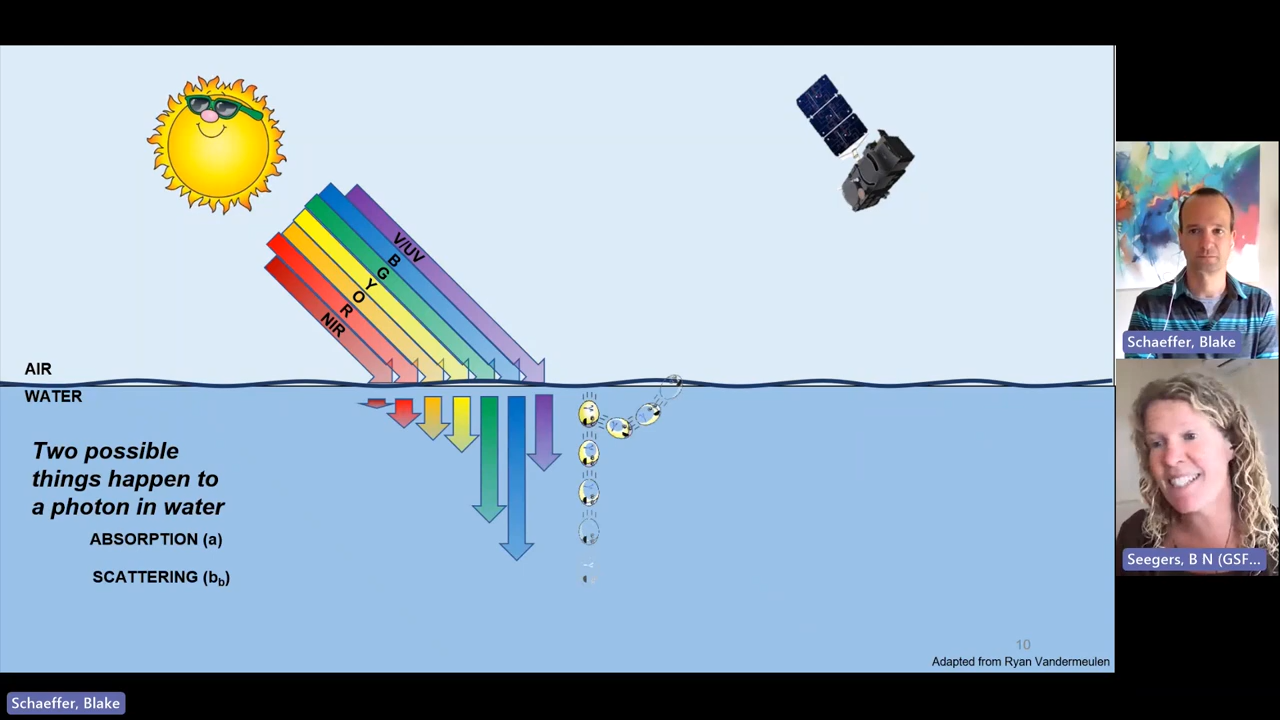 V/UV
B
G
Y
O
R
NIR
AIR
WATER
Two possible
things happen to
a photon in water
ABSORPTION (a)
SCATTERING (bb)
10
Adapted from Ryan Vandermeulen
Schaeffer, Blake
Seegers, B N (GSF...
Schaeffer, Blake